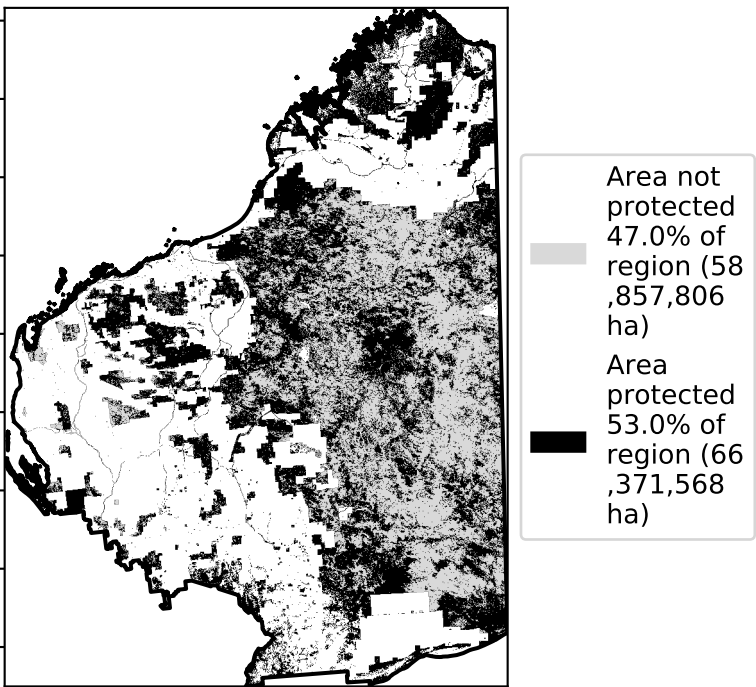 Area not
protected
47.0% of
region (58
,857,806
ha)
Area
protected
53.0% of
region (66
,371,568
ha)